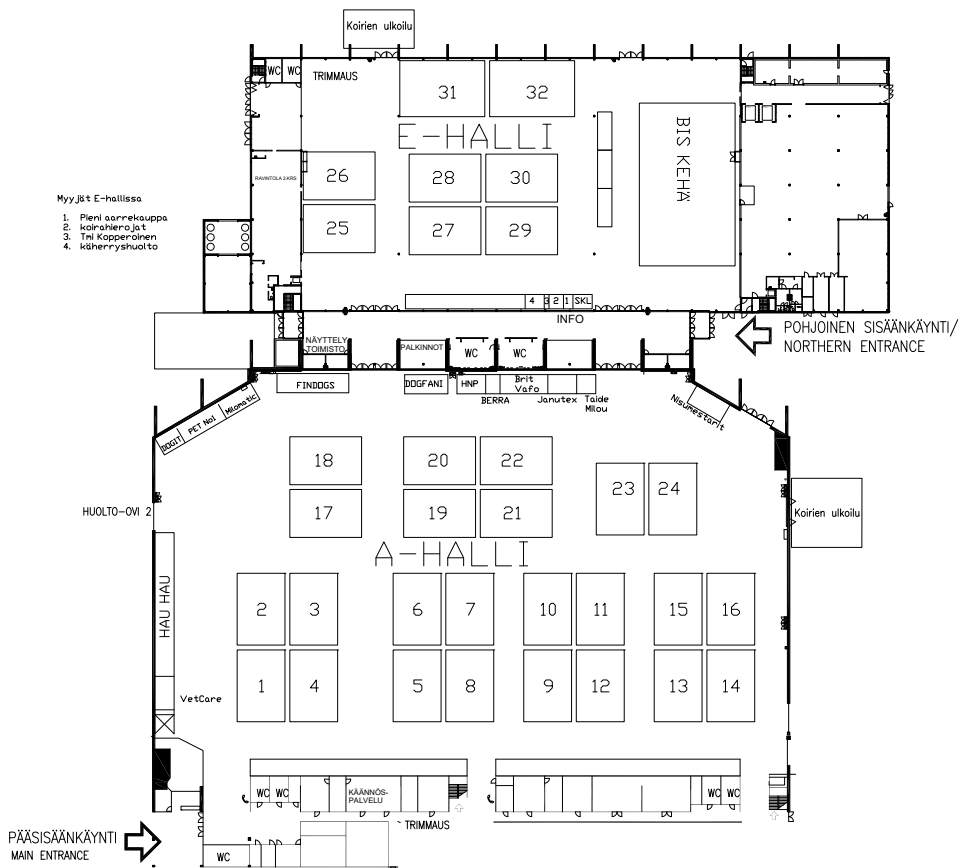 Koirien ulkoilu
WC
WC
TRIMMAUS
31
32
E-HALLI
BIS KEHÄ
RAVINTOLA 2.KRS
26
28
30
25
27
29
Myyjät E-hallissa
1. Pieni aarrekauppa
2. koirahierojat
3. Tmi Kopperoinen
4. käherryshuolto
4 3 2 1 SKL
INFO
POHJOINEN SISÄÄNKÄYNTI/
NORTHERN ENTRANCE
NÄYTTELY
TOIMISTO
PALKINNOT
WC
WC
FINDOGS
DOGFANI
HNP
BERRA
Brit
Vafo
Janutex
Taide
Milou
Nisumestarit
DOGIT
PET No1
Milomatic
18
20
22
23
24
17
19
21
HUOLTO-OVI 2
Koirien ulkoilu
A-HALLI
HAU HAU
2
3
6
7
10
11
15
16
1
4
5
8
9
12
13
14
VetCare
WC
WC
KÄÄNNÖS-
PALVELU
WC
WC
TRIMMAUS
PÄÄSISÄÄNKÄYNTI
MAIN ENTRANCE
WC